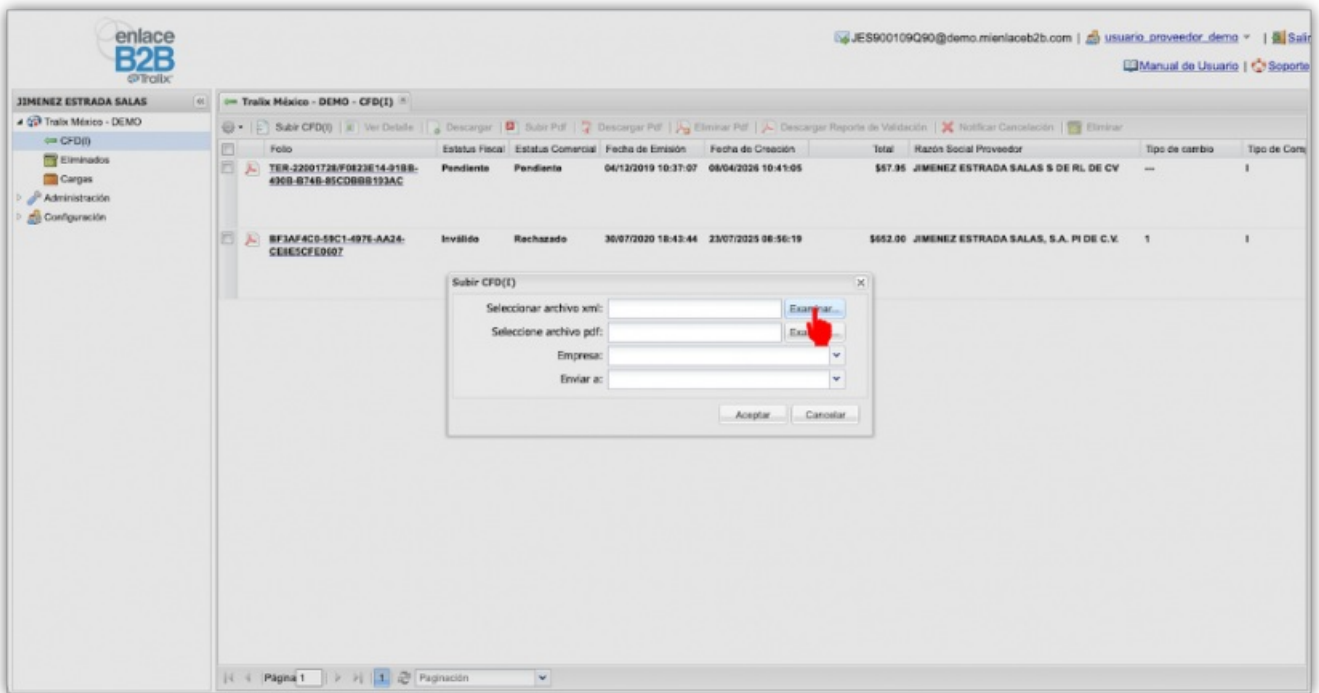 enlace
B2B
@Tralix
JES900109Q90@demo.mienlaceb2b.com | usuario_proveedor_demo | Salir
Manual de Usuario | Soporte
JIMENEZ ESTRADA SALAS
Tralix México - DEMO
CFD(I)
Eliminados
Cargas
Administración
Configuración
Tralix México - DEMO - CFD(I)
Subir CFD(I) | Ver Detalle | Descargar | Subir Pdf | Descargar Pdf | Eliminar Pdf | Descargar Reporte de Validación | Notificar Cancelación | Eliminar
Folio Estatus Fiscal Estatus Comercial Fecha de Emisión Fecha de Creación Total Razón Social Proveedor Tipo de cambio Tipo de Comp
TER-22001728/F0823E14-91BB- Pendiente Pendiente 04/12/2019 10:37:07 08/04/2026 10:41:05 $57.95 JIMENEZ ESTRADA SALAS S DE RL DE CV --- I
490B-B74B-85CDBBB193AC
BF3AF4C0-59C1-4976-AA24- Inválido Rechazado 30/07/2020 18:43:44 23/07/2025 08:56:19 $652.00 JIMENEZ ESTRADA SALAS, S.A. PI DE C.V. 1 I
CE8E5CFE0607
Subir CFD(I)
Seleccionar archivo xml: Examinar...
Seleccione archivo pdf:
Empresa:
Enviar a:
Aceptar Cancelar
Página 1 1 Paginación